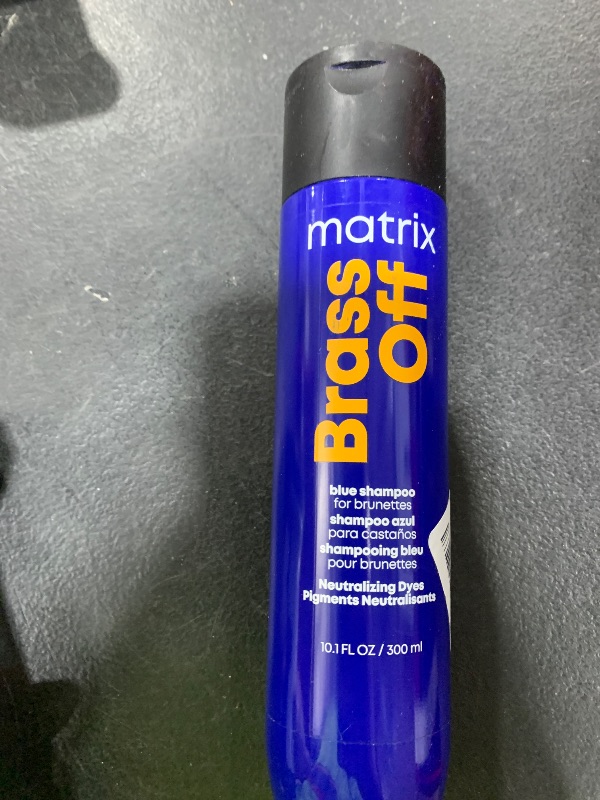 matrix
Brass
Off
blue shampoo
for brunettes
shampoo azul
para castaños
shampooing bleu
pour brunettes
Neutralizing Dyes
Pigments Neutralisants
10.1 FL OZ / 300 ml